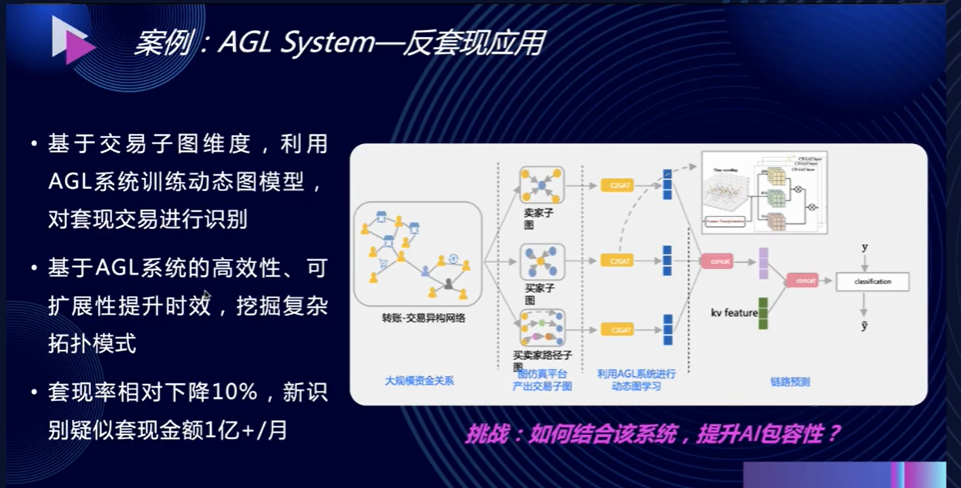 案例：AGL System—反套现应用
• 基于交易子图维度，利用
AGL系统训练动态图模型，
对套现交易进行识别
• 基于AGL系统的高效性、可
扩展性提升时效，挖掘复杂
拓扑模式
• 套现率相对下降10%，新识
别疑似套现金额1亿+/月
转账-交易异构网络
大规模资金关系
卖家子
图
买家子
图
买卖家路径子
图
图仿真平台
产出交易子图
C2GAT
C2GAT
C2GAT
利用AGL系统进行
动态图学习
Time encoding
concat
kv feature
concat
y
classification
ŷ
链路预测
挑战：如何结合该系统，提升AI包容性？